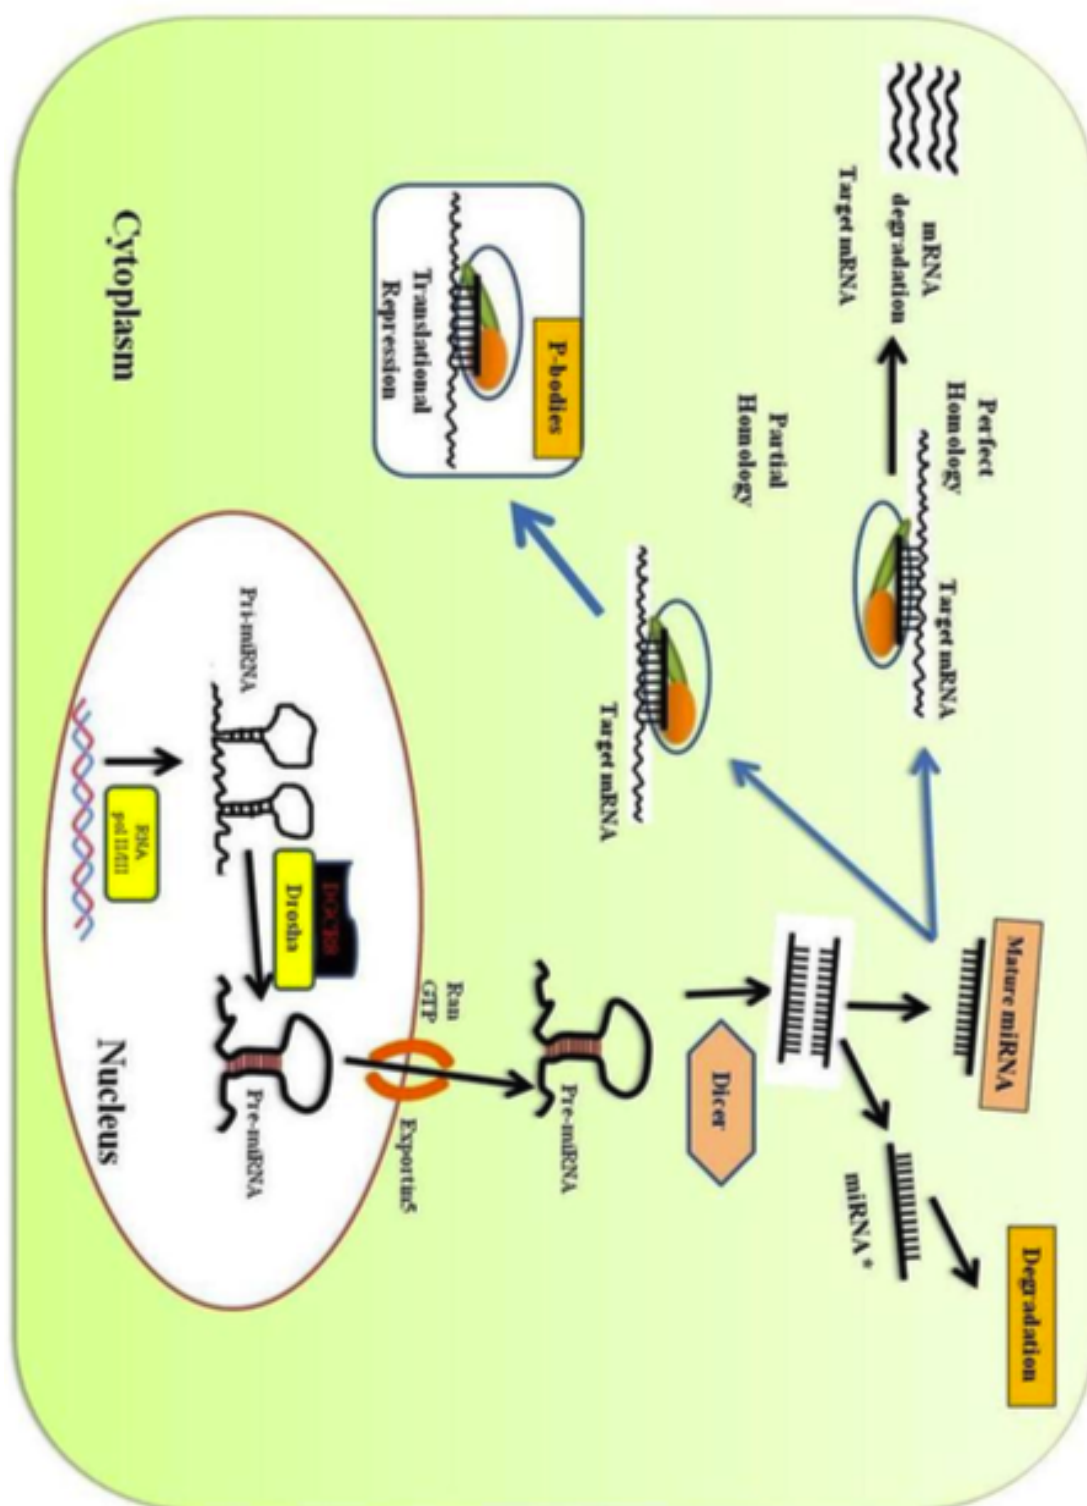 Mature miRNA
Degradation
Perfect
Homology
Target mRNA
mRNA
degradation
Target mRNA
miRNA*
Partial
Homology
Dicer
Target mRNA
P-bodies
Translational
Repression
Pre-miRNA
Ran
GTP
Exportin5
DGCR8
Drosha
Pri-miRNA
Pre-miRNA
RNA
pol II/III
Cytoplasm
Nucleus